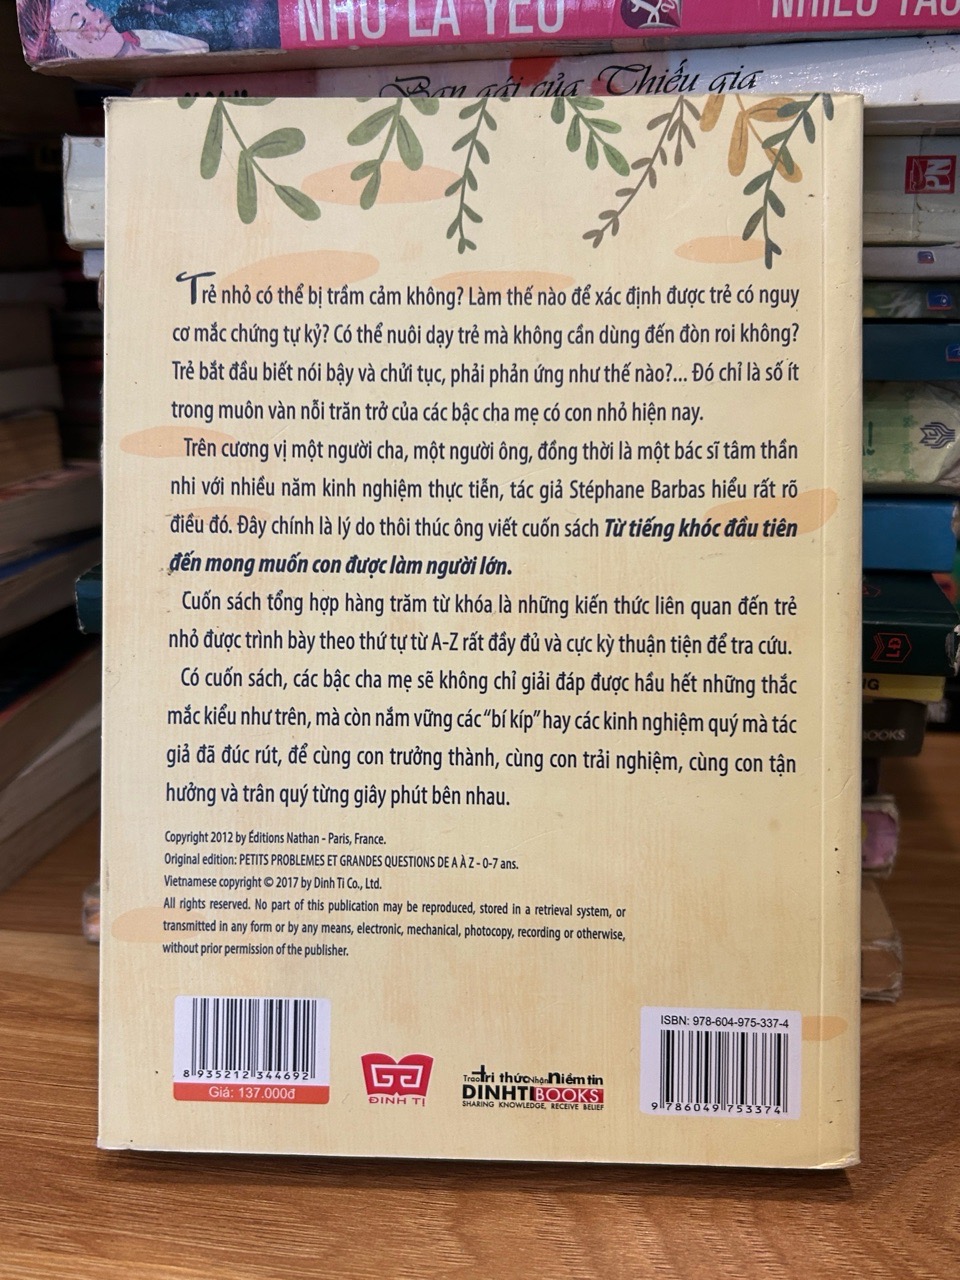 NHƯ LÀ YÊU
Bạn gái của Thiếu gia
Trẻ nhỏ có thể bị trầm cảm không? Làm thế nào để xác định được trẻ có nguy
cơ mắc chứng tự kỷ? Có thể nuôi dạy trẻ mà không cần dùng đến đòn roi không?
Trẻ bắt đầu biết nói bậy và chửi tục, phải phản ứng như thế nào?... Đó chỉ là số ít
trong muôn vàn nỗi trăn trở của các bậc cha mẹ có con nhỏ hiện nay.
Trên cương vị một người cha, một người ông, đồng thời là một bác sĩ tâm thần
nhi với nhiều năm kinh nghiệm thực tiễn, tác giả Stéphane Barbas hiểu rất rõ
điều đó. Đây chính là lý do thôi thúc ông viết cuốn sách Từ tiếng khóc đầu tiên
đến mong muốn con được làm người lớn.
Cuốn sách tổng hợp hàng trăm từ khóa là những kiến thức liên quan đến trẻ
nhỏ được trình bày theo thứ tự từ A-Z rất đầy đủ và cực kỳ thuận tiện để tra cứu.
Có cuốn sách, các bậc cha mẹ sẽ không chỉ giải đáp được hầu hết những thắc
mắc kiểu như trên, mà còn nắm vững các "bí kíp" hay các kinh nghiệm quý mà tác
giả đã đúc rút, để cùng con trưởng thành, cùng con trải nghiệm, cùng con tận
hưởng và trân quý từng giây phút bên nhau.
Copyright 2012 by Éditions Nathan - Paris, France.
Original edition: PETITS PROBLEMES ET GRANDES QUESTIONS DE A À Z - 0-7 ans.
Vietnamese copyright © 2017 by Dinh Ti Co., Ltd.
All rights reserved. No part of this publication may be reproduced, stored in a retrieval system, or
transmitted in any form or by any means, electronic, mechanical, photocopy, recording or otherwise,
without prior permission of the publisher.
8 935212 344692
Giá: 137.000đ
ĐINH TỊ
Trao tri thức Nhận niềm tin
DINHTIBOOKS
SHARING KNOWLEDGE, RECEIVE BELIEF
ISBN: 978-604-975-337-4
9 786049 753374
LĐ
BOOKS